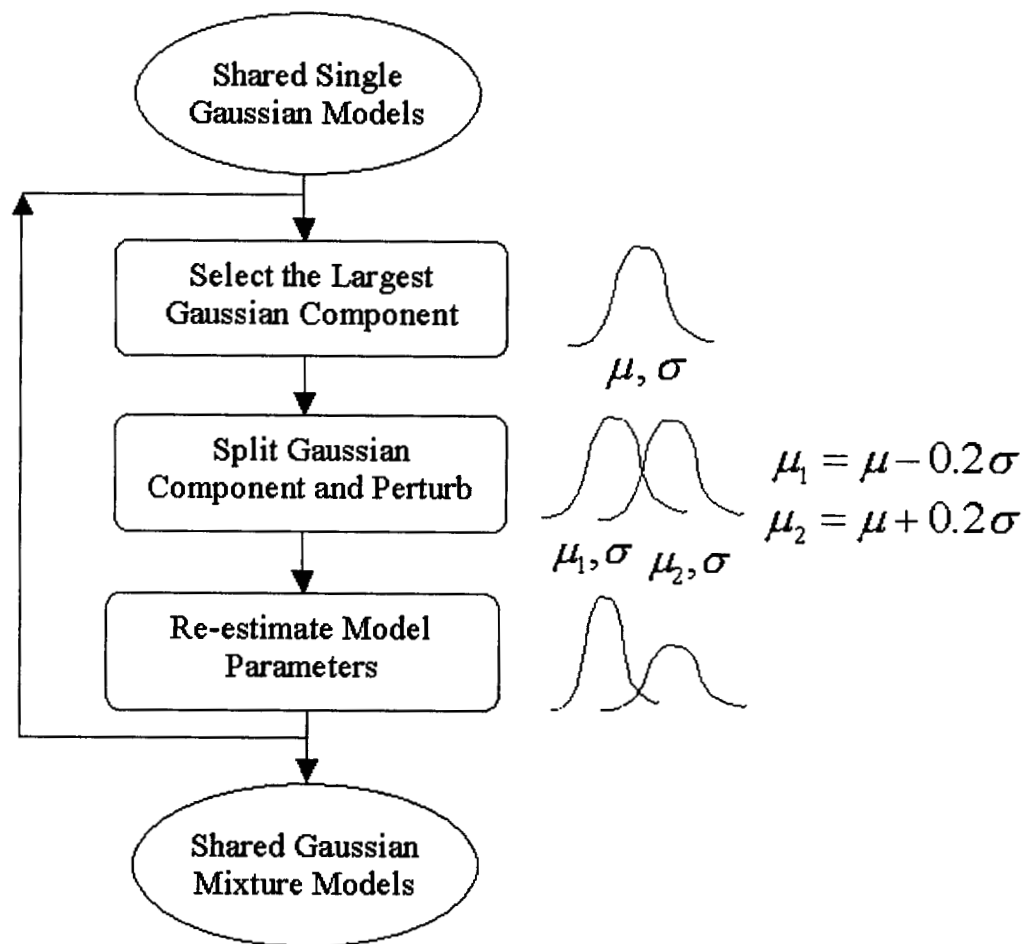 Shared Single
Gaussian Models
Select the Largest
Gaussian Component
μ, σ
Split Gaussian
Component and Perturb
μ₁ = μ − 0.2σ
μ₂ = μ + 0.2σ
μ₁, σ
μ₂, σ
Re-estimate Model
Parameters
Shared Gaussian
Mixture Models